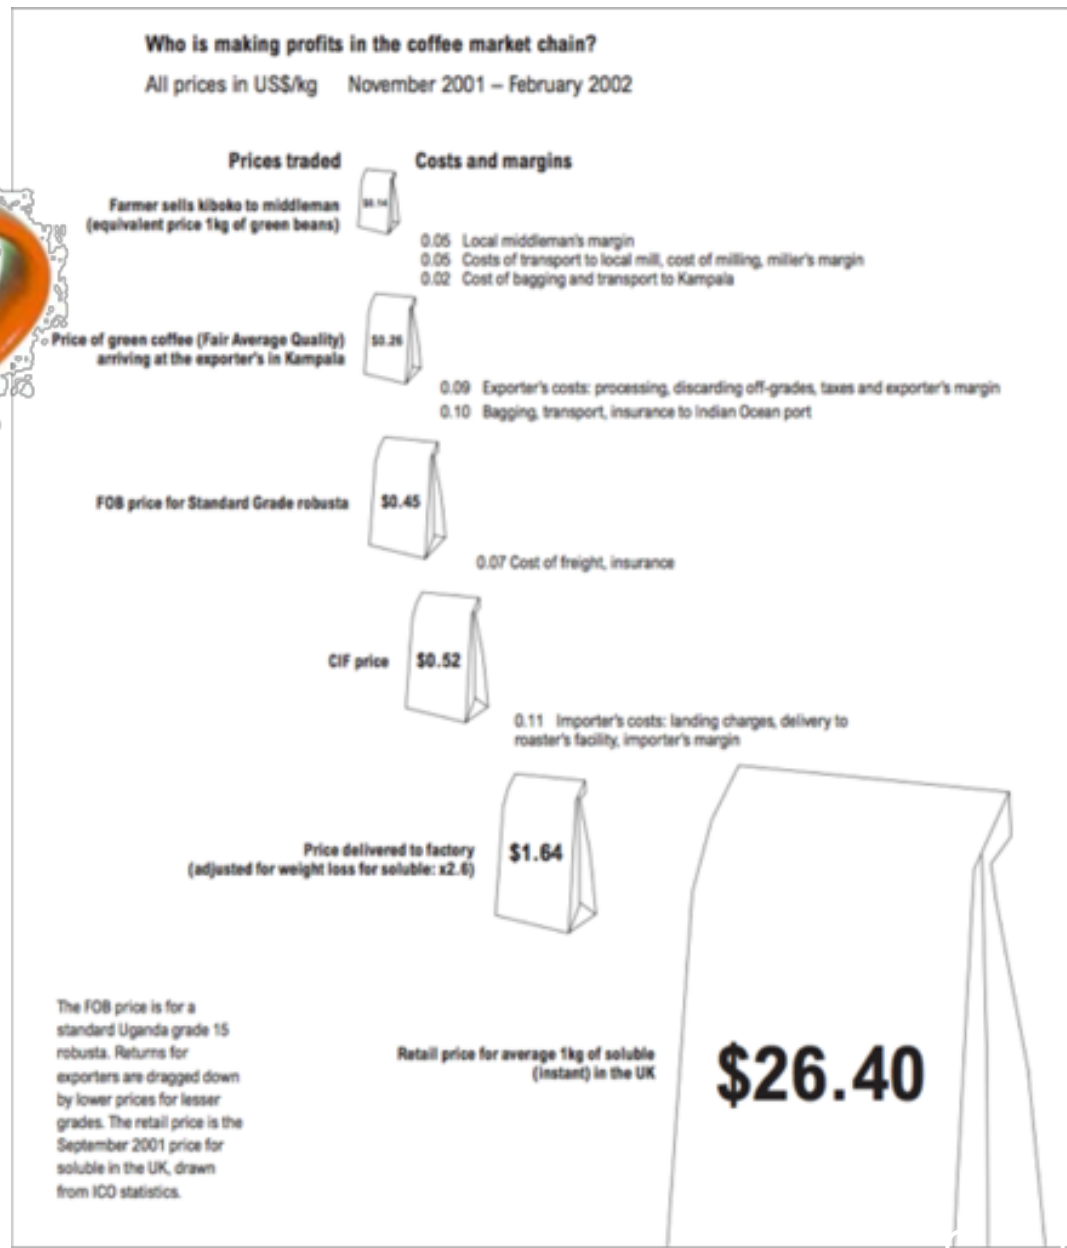 Who is making profits in the coffee market chain?
All prices in US$/kg November 2001 – February 2002
Prices traded
Costs and margins
Farmer sells kiboko to middleman
(equivalent price 1kg of green beans)
$0.14
0.05 Local middleman's margin
0.05 Costs of transport to local mill, cost of milling, miller's margin
0.02 Cost of bagging and transport to Kampala
Price of green coffee (Fair Average Quality)
arriving at the exporter's in Kampala
$0.26
0.09 Exporter's costs: processing, discarding off-grades, taxes and exporter's margin
0.10 Bagging, transport, insurance to Indian Ocean port
FOB price for Standard Grade robusta
$0.45
0.07 Cost of freight, insurance
CIF price
$0.52
0.11 Importer's costs: landing charges, delivery to
roaster's facility, importer's margin
Price delivered to factory
(adjusted for weight loss for soluble: x2.6)
$1.64
Retail price for average 1kg of soluble
(instant) in the UK
$26.40
The FOB price is for a
standard Uganda grade 15
robusta. Returns for
exporters are dragged down
by lower prices for lesser
grades. The retail price is the
September 2001 price for
soluble in the UK, drawn
from ICO statistics.